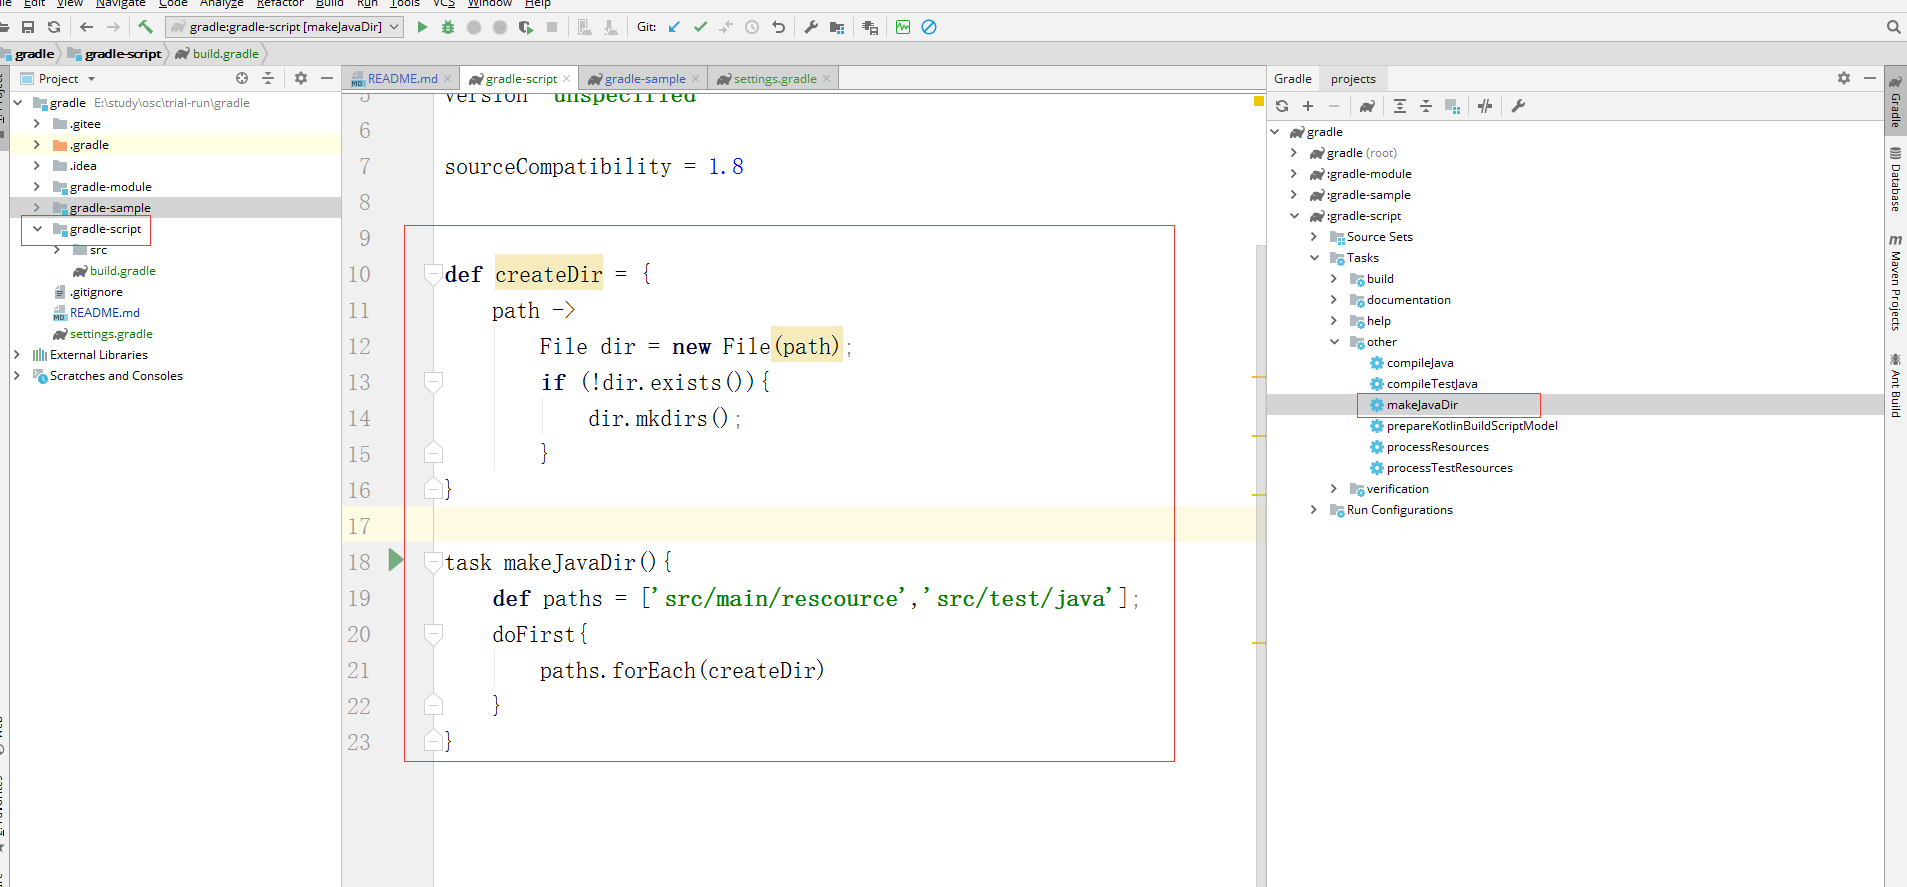 Edit View Navigate Code Analyze Refactor Build Run Tools VCS Window Help
gradle:gradle-script [makeJavaDir] Git:
gradle gradle-script build.gradle
Project
gradle E:\study\osc\trial-run\gradle
.gitee
.gradle
.idea
gradle-module
gradle-sample
gradle-script
src
build.gradle
.gitignore
README.md
settings.gradle
External Libraries
Scratches and Consoles
README.md gradle-script gradle-sample settings.gradle
5 version 'unspecified'
6
7 sourceCompatibility = 1.8
8
9
10 def createDir = {
11 path ->
12 File dir = new File(path);
13 if (!dir.exists()){
14 dir.mkdirs();
15 }
16 }
17
18 task makeJavaDir(){
19 def paths = ['src/main/rescource','src/test/java'];
20 doFirst{
21 paths.forEach(createDir)
22 }
23 }
Gradle projects
gradle
gradle (root)
:gradle-module
:gradle-sample
:gradle-script
Source Sets
Tasks
build
documentation
help
other
compileJava
compileTestJava
makeJavaDir
prepareKotlinBuildScriptModel
processResources
processTestResources
verification
Run Configurations
Gradle
Database
Maven Projects
Ant Build